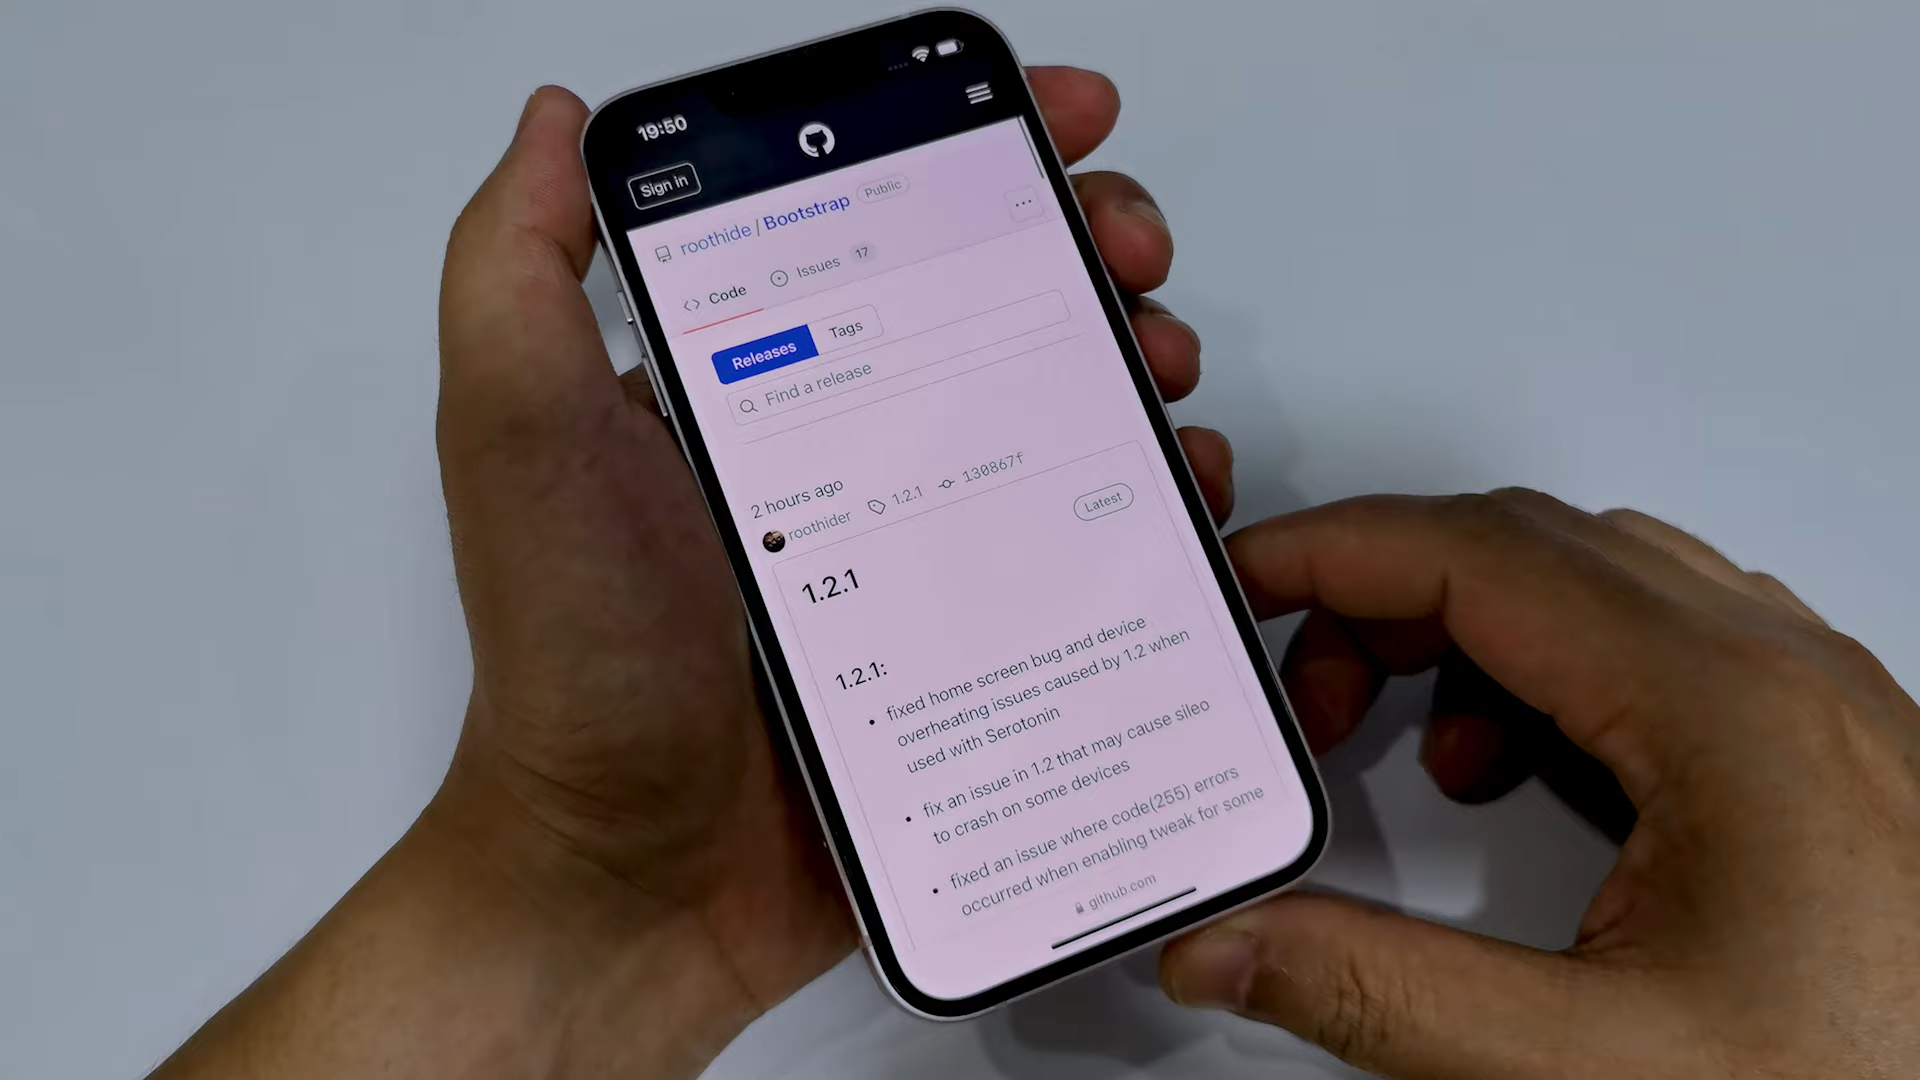 19:50
Sign in
roothide / Bootstrap Public
...
Code
Issues 17
Releases
Tags
Find a release
2 hours ago
roothider 1.2.1 130867f
Latest
1.2.1
1.2.1:
• fixed home screen bug and device
overheating issues caused by 1.2 when
used with Serotonin
• fix an issue in 1.2 that may cause sileo
to crash on some devices
• fixed an issue where code(255) errors
occurred when enabling tweak for some
github.com